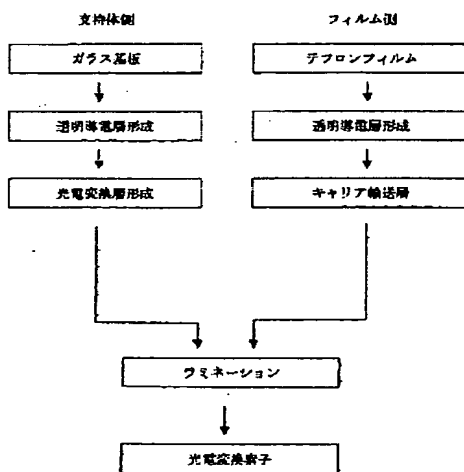 支持体側
フィルム側
ガラス基板
テフロンフィルム
透明導電層形成
透明導電層形成
光電変換層形成
キャリア輸送層
ラミネーション
光電変換素子